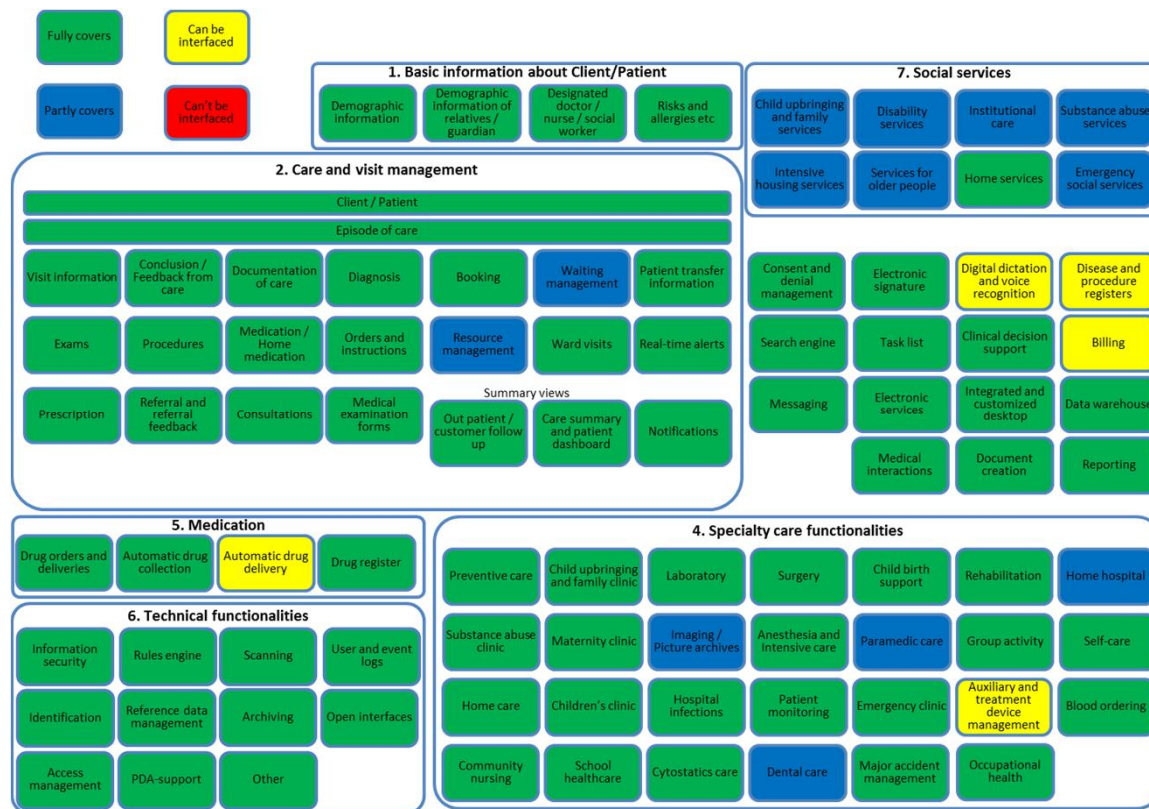 Fully covers
Can be
interfaced
Partly covers
Can't be
interfaced
1. Basic information about Client/Patient
Demographic
information
Demographic
information of
relatives /
guardian
Designated
doctor /
nurse / social
worker
Risks and
allergies etc
7. Social services
Child upbringing
and family
services
Disability
services
Institutional
care
Substance abuse
services
Intensive
housing services
Services for
older people
Home services
Emergency
social services
2. Care and visit management
Client / Patient
Episode of care
Visit information
Conclusion /
Feedback from
care
Documentation
of care
Diagnosis
Booking
Waiting
management
Patient transfer
information
Exams
Procedures
Medication /
Home
medication
Orders and
instructions
Resource
management
Ward visits
Real-time alerts
Summary views
Prescription
Referral and
referral
feedback
Consultations
Medical
examination
forms
Out patient /
customer follow
up
Care summary
and patient
dashboard
Notifications
Consent and
denial
management
Electronic
signature
Digital dictation
and voice
recognition
Disease and
procedure
registers
Search engine
Task list
Clinical decision
support
Billing
Messaging
Electronic
services
Integrated and
customized
desktop
Data warehouse
Medical
interactions
Document
creation
Reporting
5. Medication
Drug orders and
deliveries
Automatic drug
collection
Automatic drug
delivery
Drug register
6. Technical functionalities
Information
security
Rules engine
Scanning
User and event
logs
Identification
Reference data
management
Archiving
Open interfaces
Access
management
PDA-support
Other
4. Specialty care functionalities
Preventive care
Child upbringing
and family clinic
Laboratory
Surgery
Child birth
support
Rehabilitation
Home hospital
Substance abuse
clinic
Maternity clinic
Imaging /
Picture archives
Anesthesia and
Intensive care
Paramedic care
Group activity
Self-care
Home care
Children's clinic
Hospital
infections
Patient
monitoring
Emergency clinic
Auxiliary and
treatment
device
management
Blood ordering
Community
nursing
School
healthcare
Cytostatics care
Dental care
Major accident
management
Occupational
health